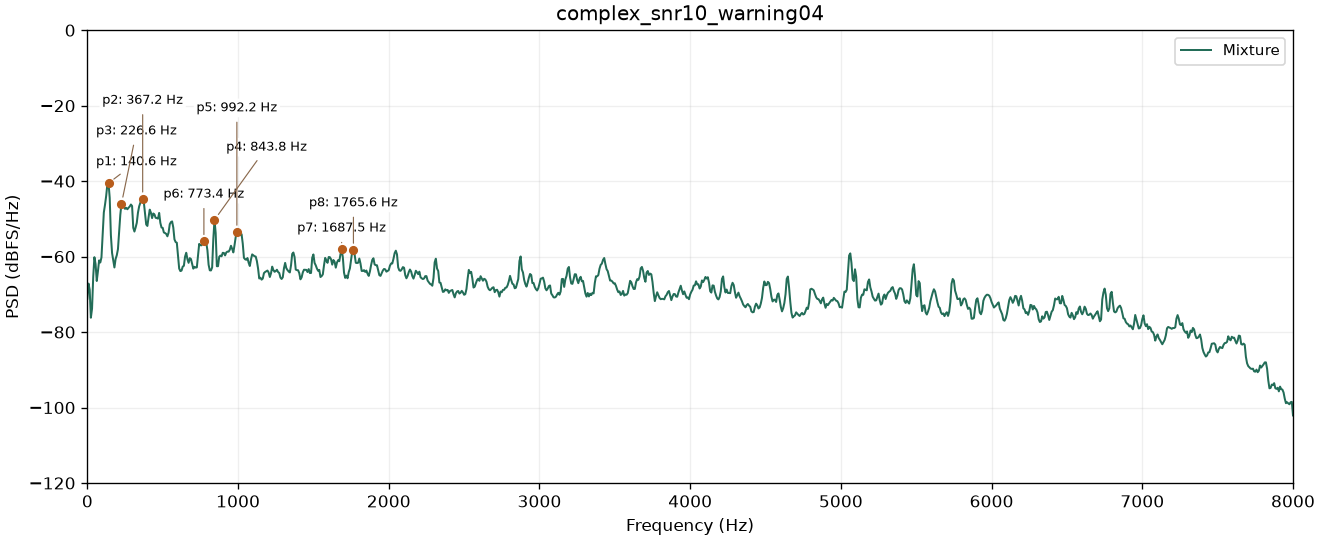 complex_snr10_warning04
Mixture
p2: 367.2 Hz
p5: 992.2 Hz
p3: 226.6 Hz
p4: 843.8 Hz
p1: 140.6 Hz
p6: 773.4 Hz
p8: 1765.6 Hz
p7: 1687.5 Hz
PSD (dBFS/Hz)
0
−20
−40
−60
−80
−100
−120
0 1000 2000 3000 4000 5000 6000 7000 8000
Frequency (Hz)